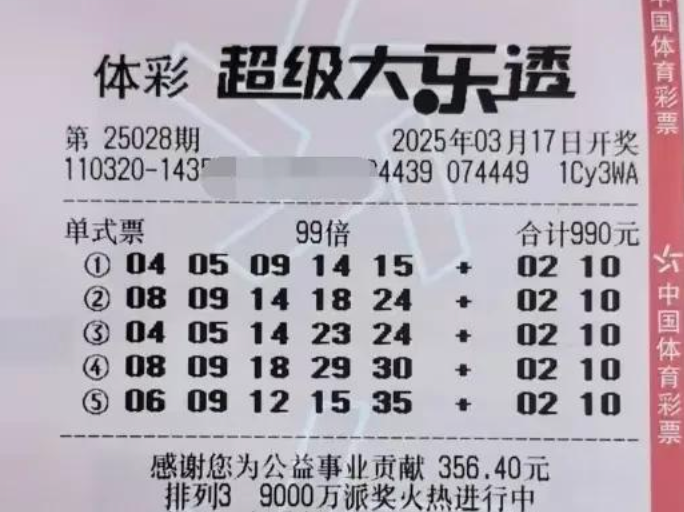 体彩 超级大乐透
第 25028期 2025年03月17日开奖
110320-143 4439 074449 1Cy3WA
单式票 99倍 合计990元
① 04 05 09 14 15 + 02 10
② 08 09 14 18 24 + 02 10
③ 04 05 14 23 24 + 02 10
④ 08 09 18 29 30 + 02 10
⑤ 06 09 12 15 35 + 02 10
感谢您为公益事业贡献 356.40元
排列3 9000万派奖火热进行中
中国体育彩票
中国体育彩票